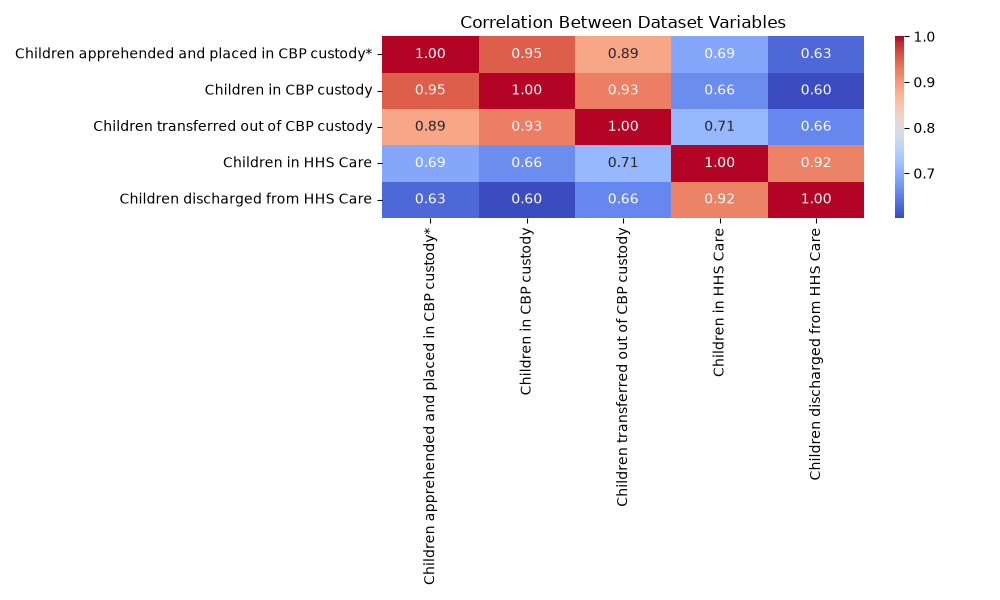 Correlation Between Dataset Variables
Children apprehended and placed in CBP custody* 1.00 0.95 0.89 0.69 0.63
Children in CBP custody 0.95 1.00 0.93 0.66 0.60
Children transferred out of CBP custody 0.89 0.93 1.00 0.71 0.66
Children in HHS Care 0.69 0.66 0.71 1.00 0.92
Children discharged from HHS Care 0.63 0.60 0.66 0.92 1.00
Children apprehended and placed in CBP custody*
Children in CBP custody
Children transferred out of CBP custody
Children in HHS Care
Children discharged from HHS Care
1.0
0.9
0.8
0.7